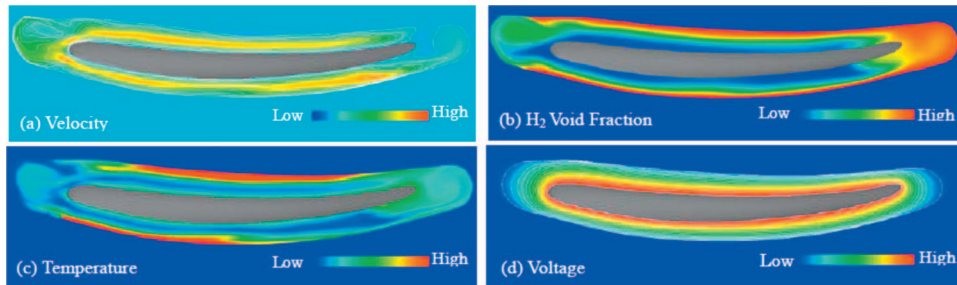 Low High
(a) Velocity
Low High
(b) H₂ Void Fraction
(c) Temperature Low High
(d) Voltage Low High